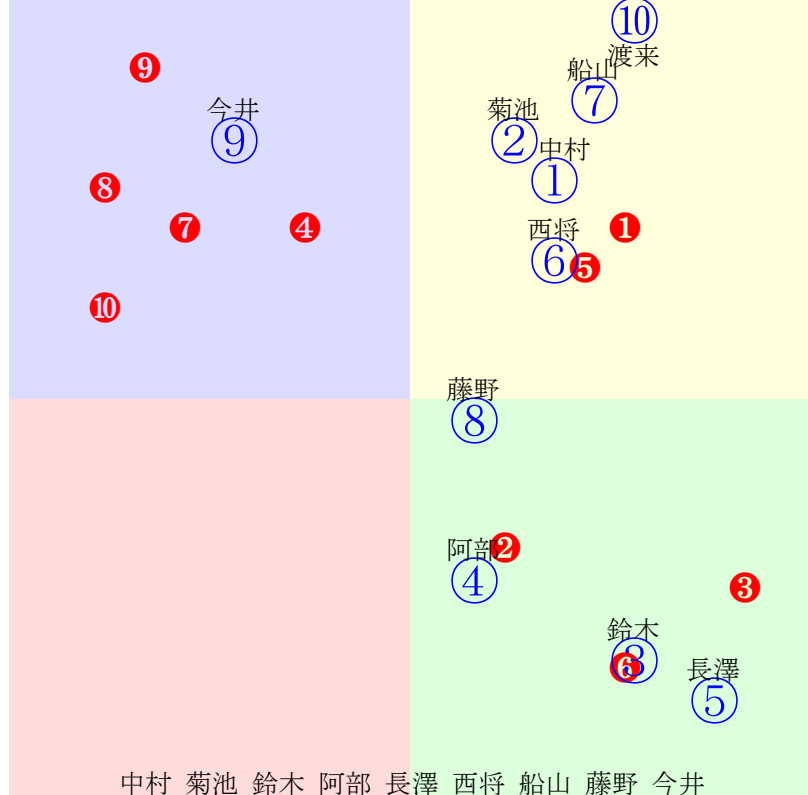 ⑩
渡来
❾
船山
⑦
今井
⑨
菊池
②
中村
①
❽
❼
❹
❶
西将
⑥
❺
❿
藤野
⑧
阿部
❷
④
❸
鈴木
③
❻
長澤
⑤
中村 菊池 鈴木 阿部 長澤 西将 船山 藤野 今井